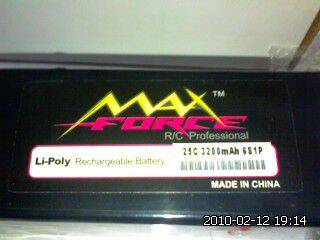 MAX ™
FORCE
R/C Professional
Li-Poly Rechargeable Battery 25C 3200mAh 6S1P
MADE IN CHINA
2010-02-12 19:14